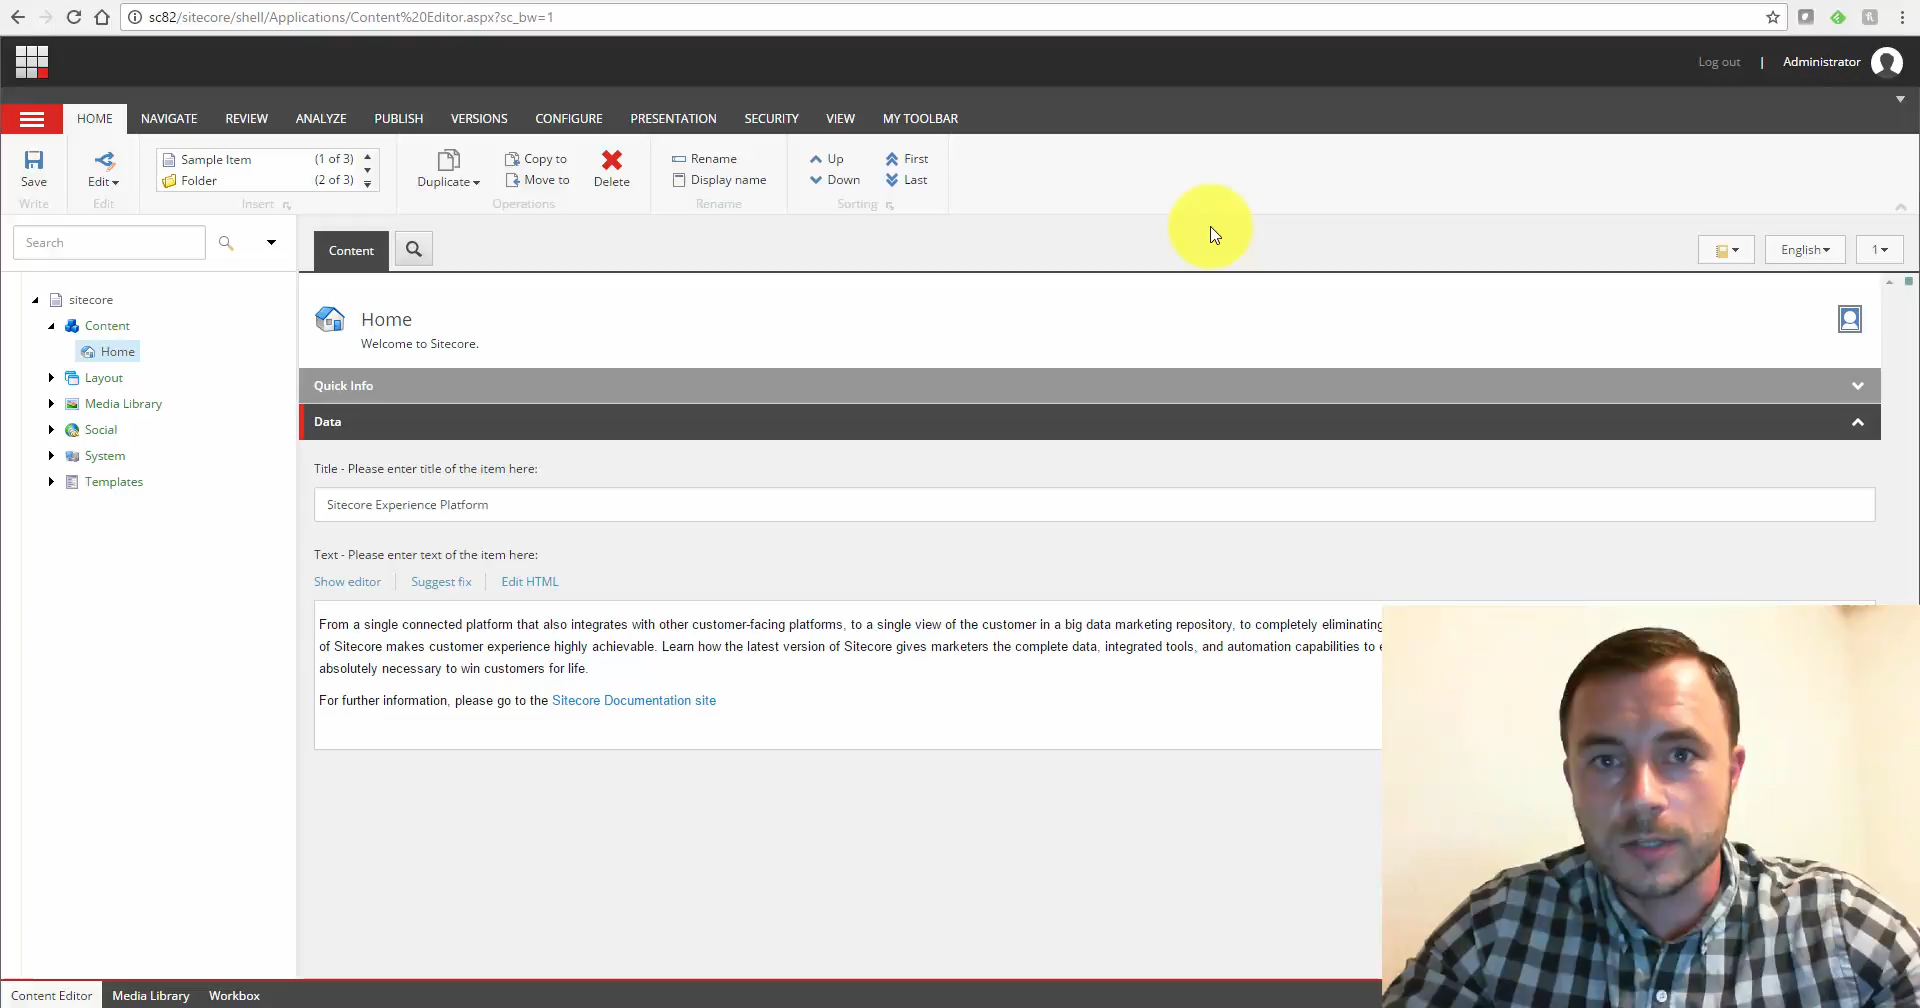 sc82/sitecore/shell/Applications/Content%20Editor.aspx?sc_bw=1
Log out | Administrator
HOME NAVIGATE REVIEW ANALYZE PUBLISH VERSIONS CONFIGURE PRESENTATION SECURITY VIEW MY TOOLBAR
Sample Item (1 of 3) Copy to Rename Up First
Save Edit Folder (2 of 3) Duplicate Move to Delete Display name Down Last
Write Edit Insert Operations Rename Sorting
Search Content English 1
sitecore
Content
Home
Layout
Media Library
Social
System
Templates
Home
Welcome to Sitecore.
Quick Info
Data
Title - Please enter title of the item here:
Sitecore Experience Platform
Text - Please enter text of the item here:
Show editor Suggest fix Edit HTML
From a single connected platform that also integrates with other customer-facing platforms, to a single view of the customer in a big data marketing repository, to completely eliminating
of Sitecore makes customer experience highly achievable. Learn how the latest version of Sitecore gives marketers the complete data, integrated tools, and automation capabilities to
absolutely necessary to win customers for life.
For further information, please go to the Sitecore Documentation site
Content Editor Media Library Workbox